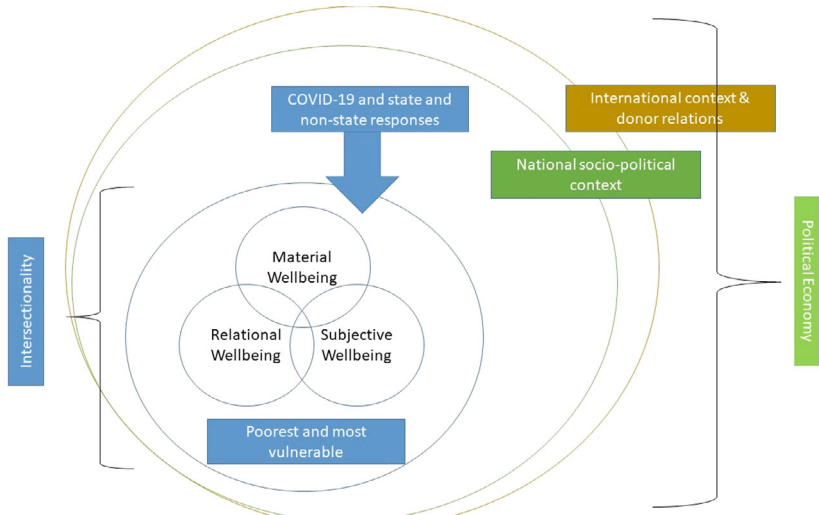 COVID-19 and state and
non-state responses
International context &
donor relations
National socio-political
context
Intersectionality
Material
Wellbeing
Relational
Wellbeing
Subjective
Wellbeing
Poorest and most
vulnerable
Political Economy